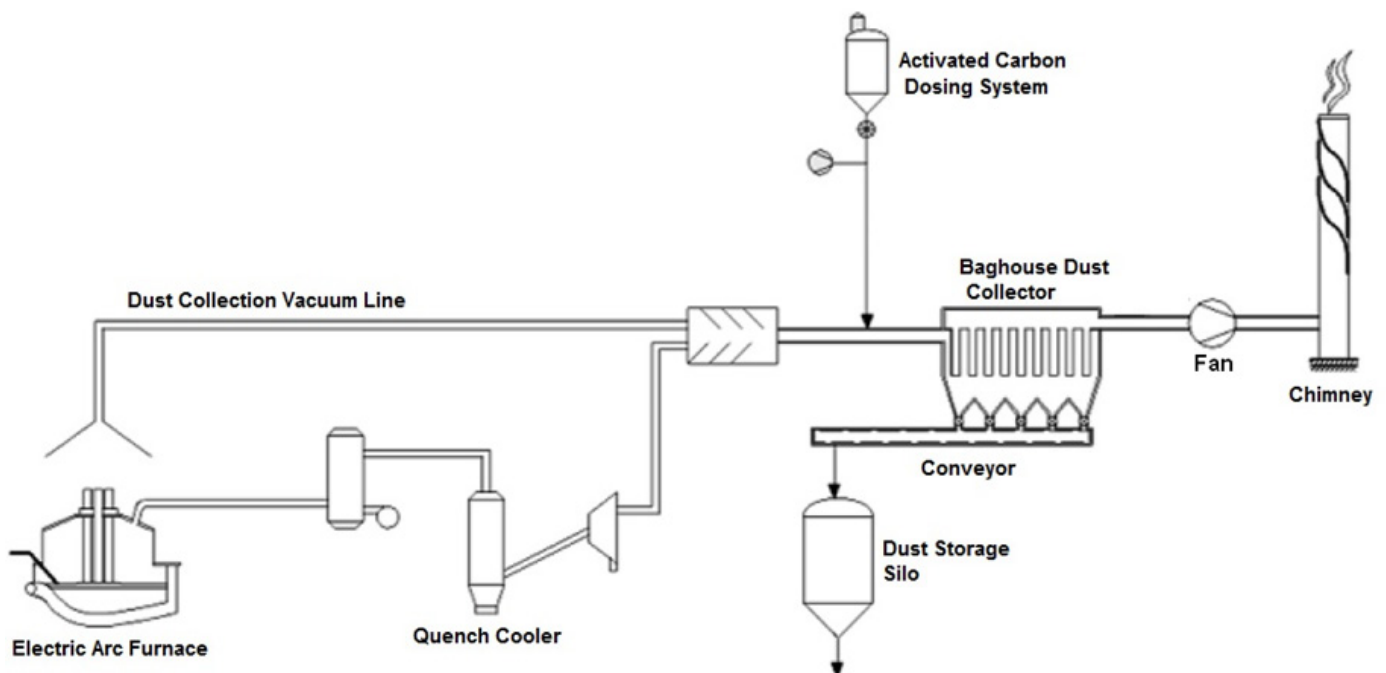 Activated Carbon
Dosing System
Baghouse Dust
Collector
Dust Collection Vacuum Line
Fan
Chimney
Conveyor
Dust Storage
Silo
Quench Cooler
Electric Arc Furnace